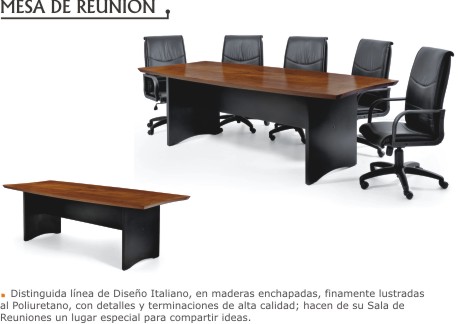 MESA DE REUNION
Distinguida línea de Diseño Italiano, en maderas enchapadas, finamente lustradas
al Poliuretano, con detalles y terminaciones de alta calidad; hacen de su Sala de
Reuniones un lugar especial para compartir ideas.